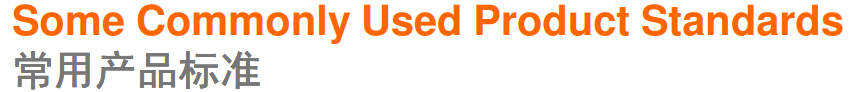 Some Commonly Used Product Standards
常用产品标准